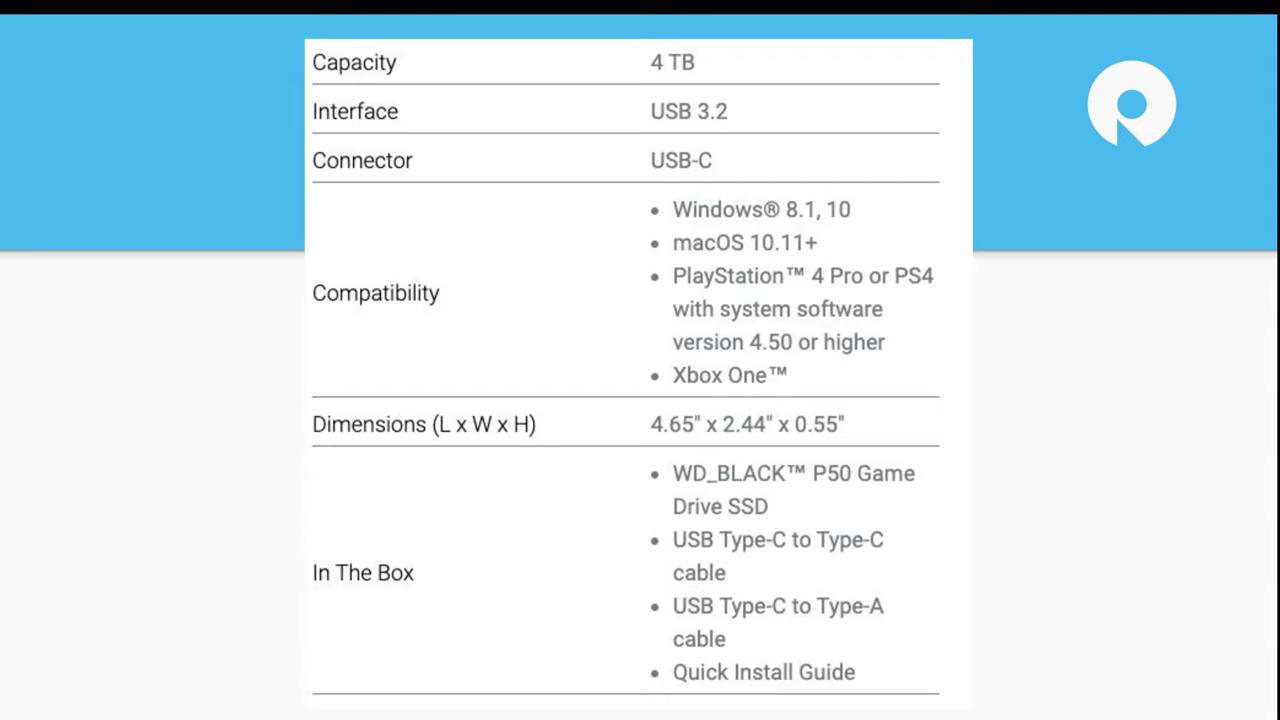 Capacity 4 TB
Interface USB 3.2
Connector USB-C
Compatibility
• Windows® 8.1, 10
• macOS 10.11+
• PlayStation™ 4 Pro or PS4
with system software
version 4.50 or higher
• Xbox One™
Dimensions (L x W x H) 4.65" x 2.44" x 0.55"
In The Box
• WD_BLACK™ P50 Game
Drive SSD
• USB Type-C to Type-C
cable
• USB Type-C to Type-A
cable
• Quick Install Guide